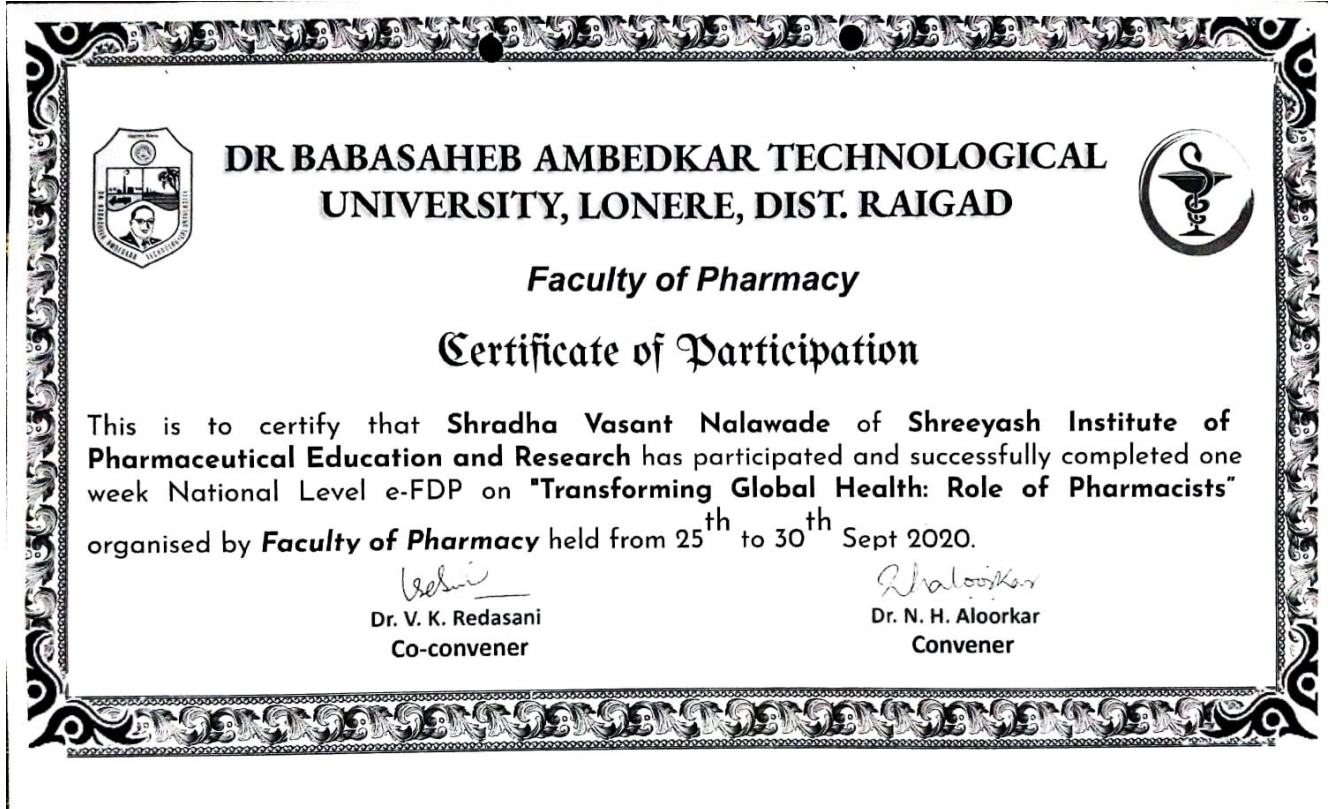 DR BABASAHEB AMBEDKAR TECHNOLOGICAL
UNIVERSITY, LONERE, DIST. RAIGAD
Faculty of Pharmacy
Certificate of Participation
This is to certify that Shradha Vasant Nalawade of Shreeyash Institute of
Pharmaceutical Education and Research has participated and successfully completed one
week National Level e-FDP on "Transforming Global Health: Role of Pharmacists"
organised by Faculty of Pharmacy held from 25th to 30th Sept 2020.
Dr. V. K. Redasani
Co-convener
Dr. N. H. Aloorkar
Convener